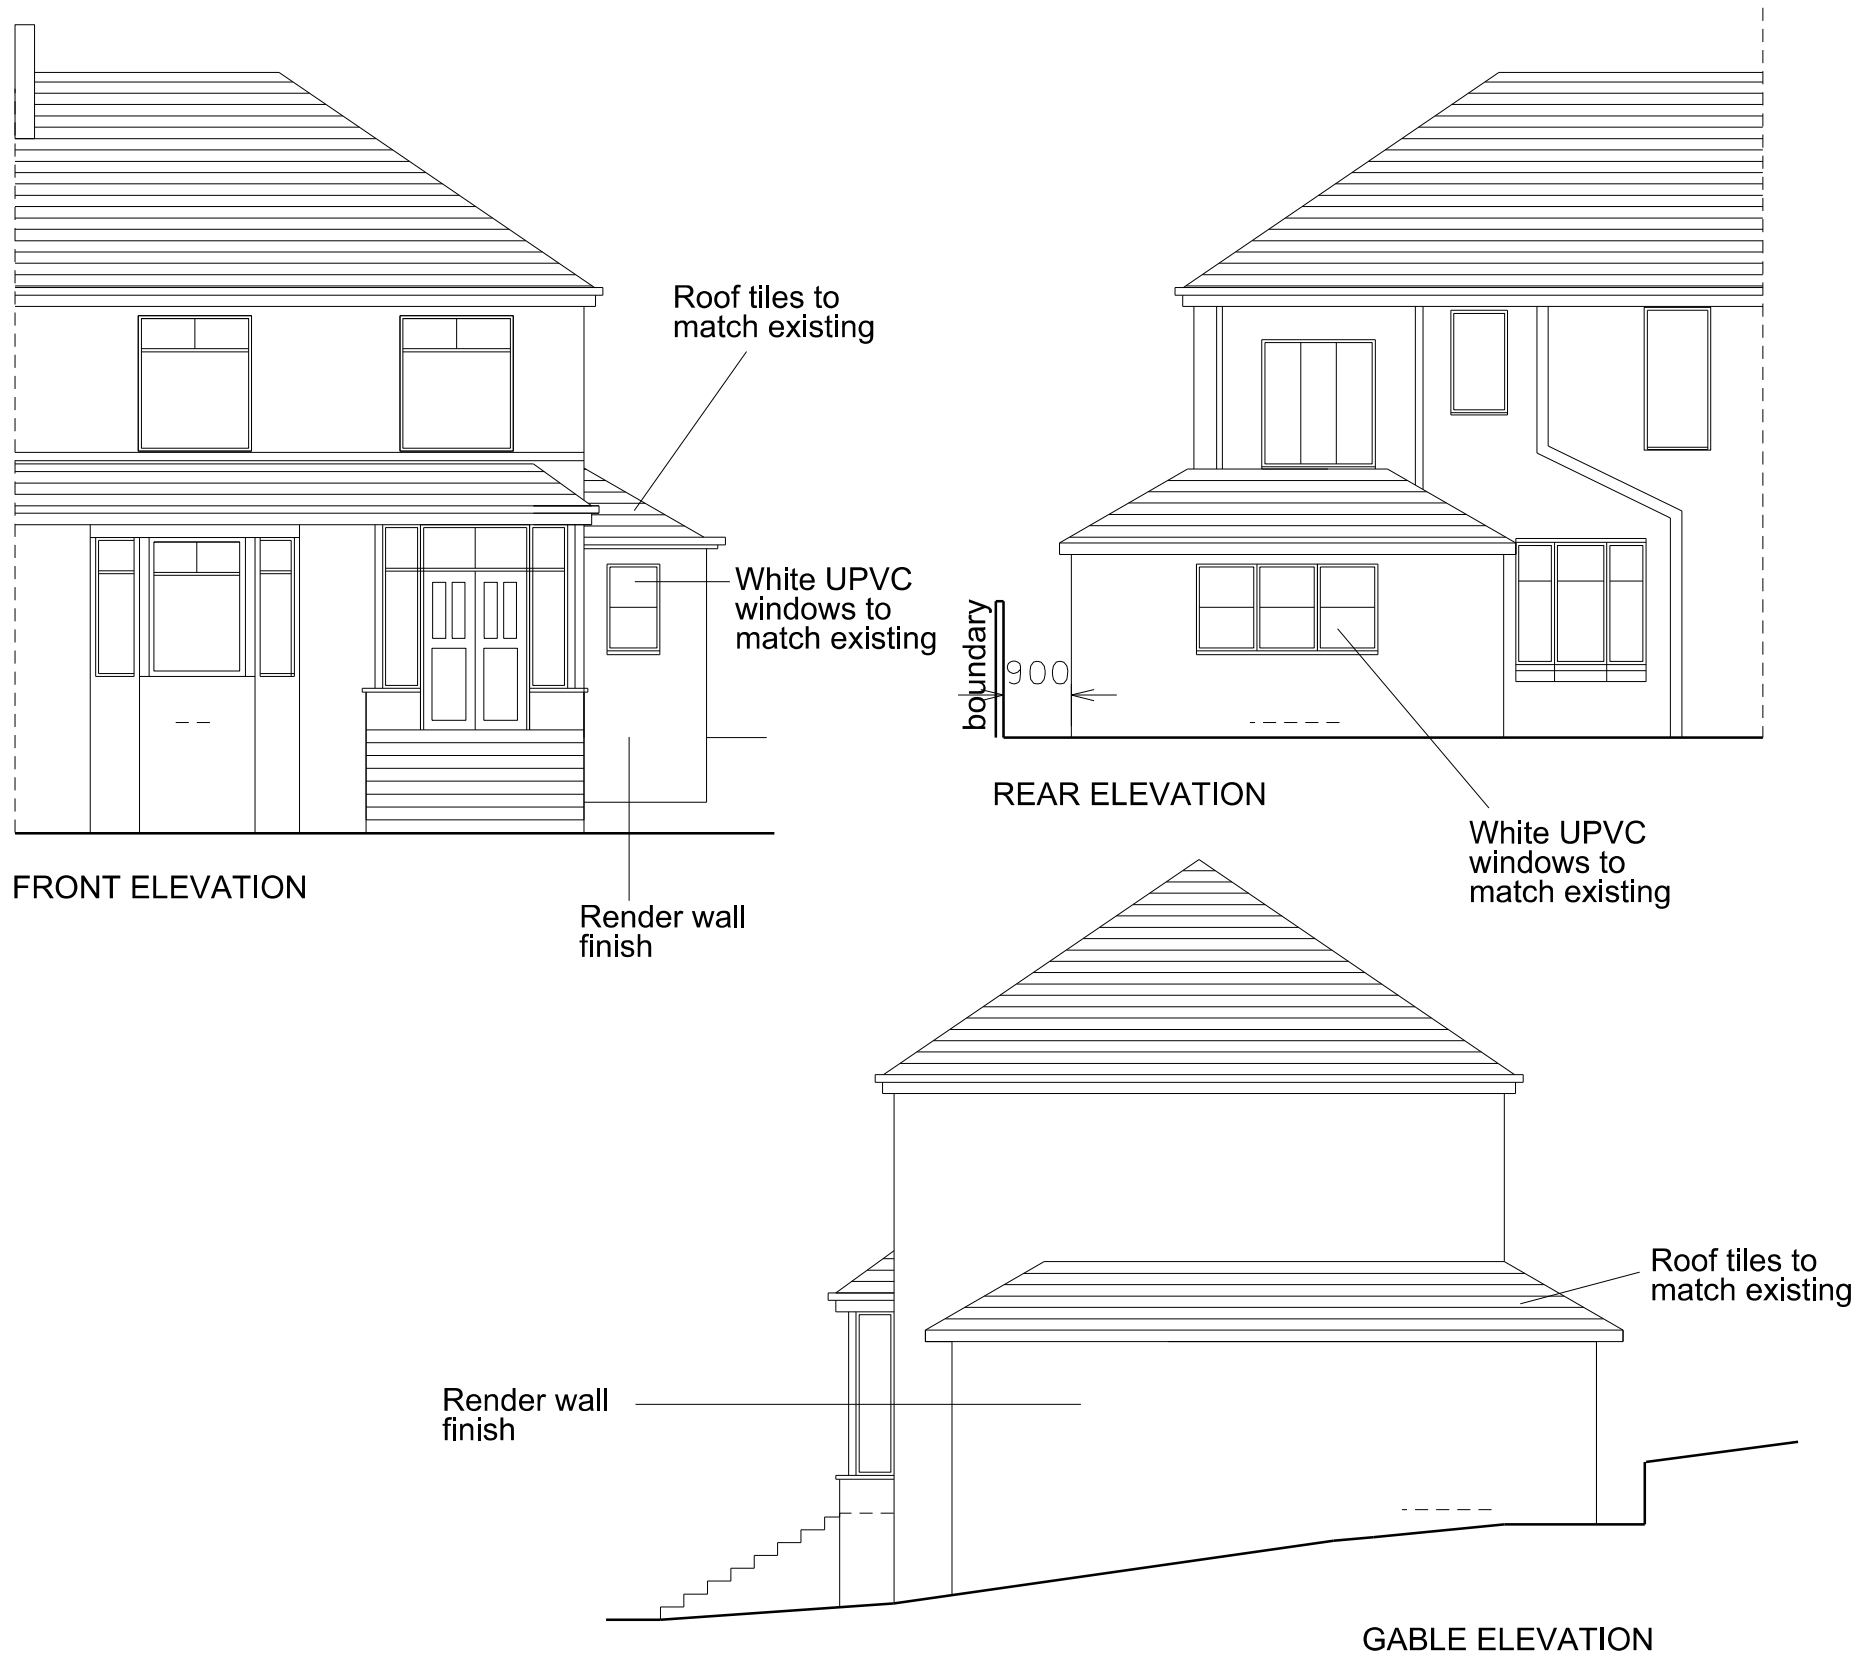 Roof tiles to
match existing
White UPVC
windows to
match existing
FRONT ELEVATION
Render wall
finish
boundary
900
REAR ELEVATION
White UPVC
windows to
match existing
Roof tiles to
match existing
Render wall
finish
GABLE ELEVATION